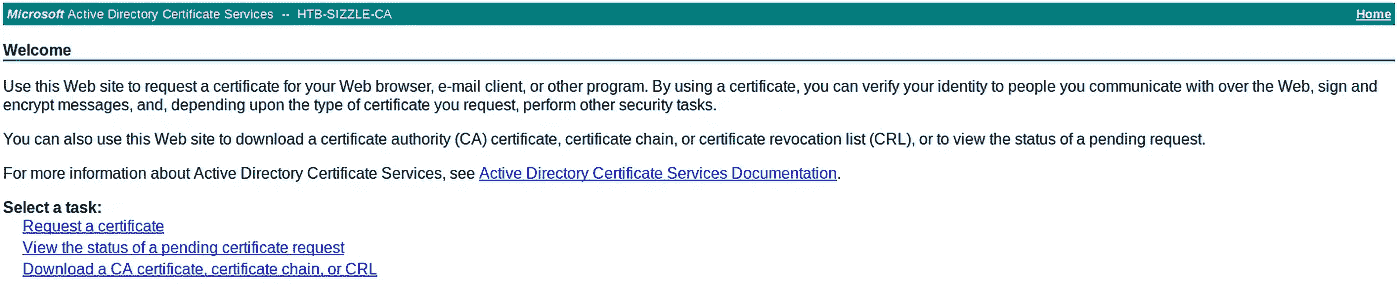 Microsoft Active Directory Certificate Services -- HTB-SIZZLE-CA Home
Welcome
Use this Web site to request a certificate for your Web browser, e-mail client, or other program. By using a certificate, you can verify your identity to people you communicate with over the Web, sign and
encrypt messages, and, depending upon the type of certificate you request, perform other security tasks.
You can also use this Web site to download a certificate authority (CA) certificate, certificate chain, or certificate revocation list (CRL), or to view the status of a pending request.
For more information about Active Directory Certificate Services, see Active Directory Certificate Services Documentation.
Select a task:
Request a certificate
View the status of a pending certificate request
Download a CA certificate, certificate chain, or CRL